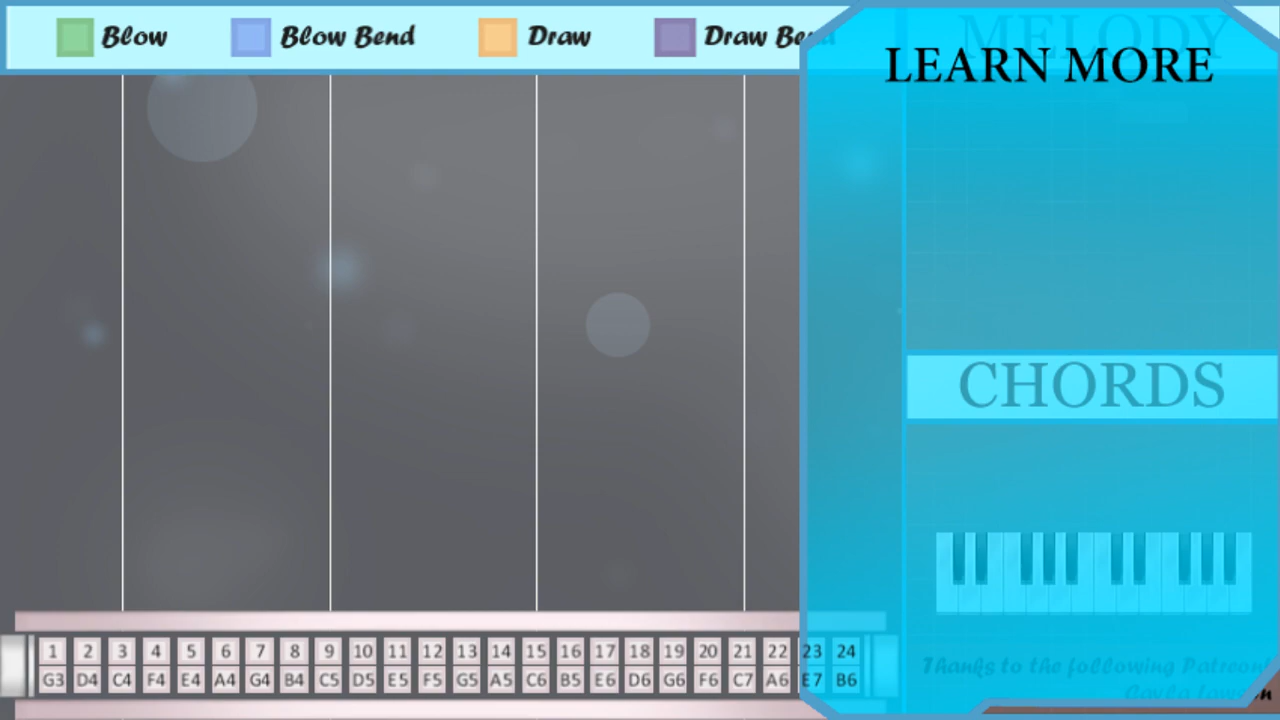 Blow
Blow Bend
Draw
Draw Bend
MELODY
LEARN MORE
CHORDS
1 2 3 4 5 6 7 8 9 10 11 12 13 14 15 16 17 18 19 20 21 22 23 24
G3 D4 C4 F4 E4 A4 G4 B4 C5 D5 E5 F5 G5 A5 C6 B5 E6 D6 G6 F6 C7 A6 E7 B6
Thanks to the following Patreon